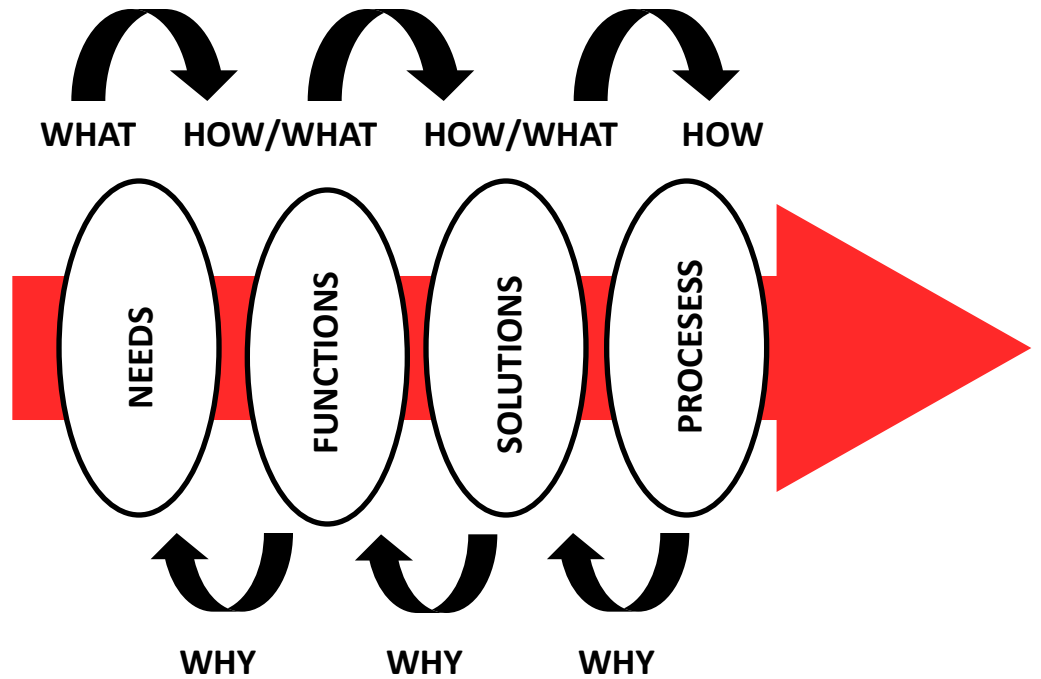 WHAT HOW/WHAT HOW/WHAT HOW
NEEDS
FUNCTIONS
SOLUTIONS
PROCESESS
WHY WHY WHY